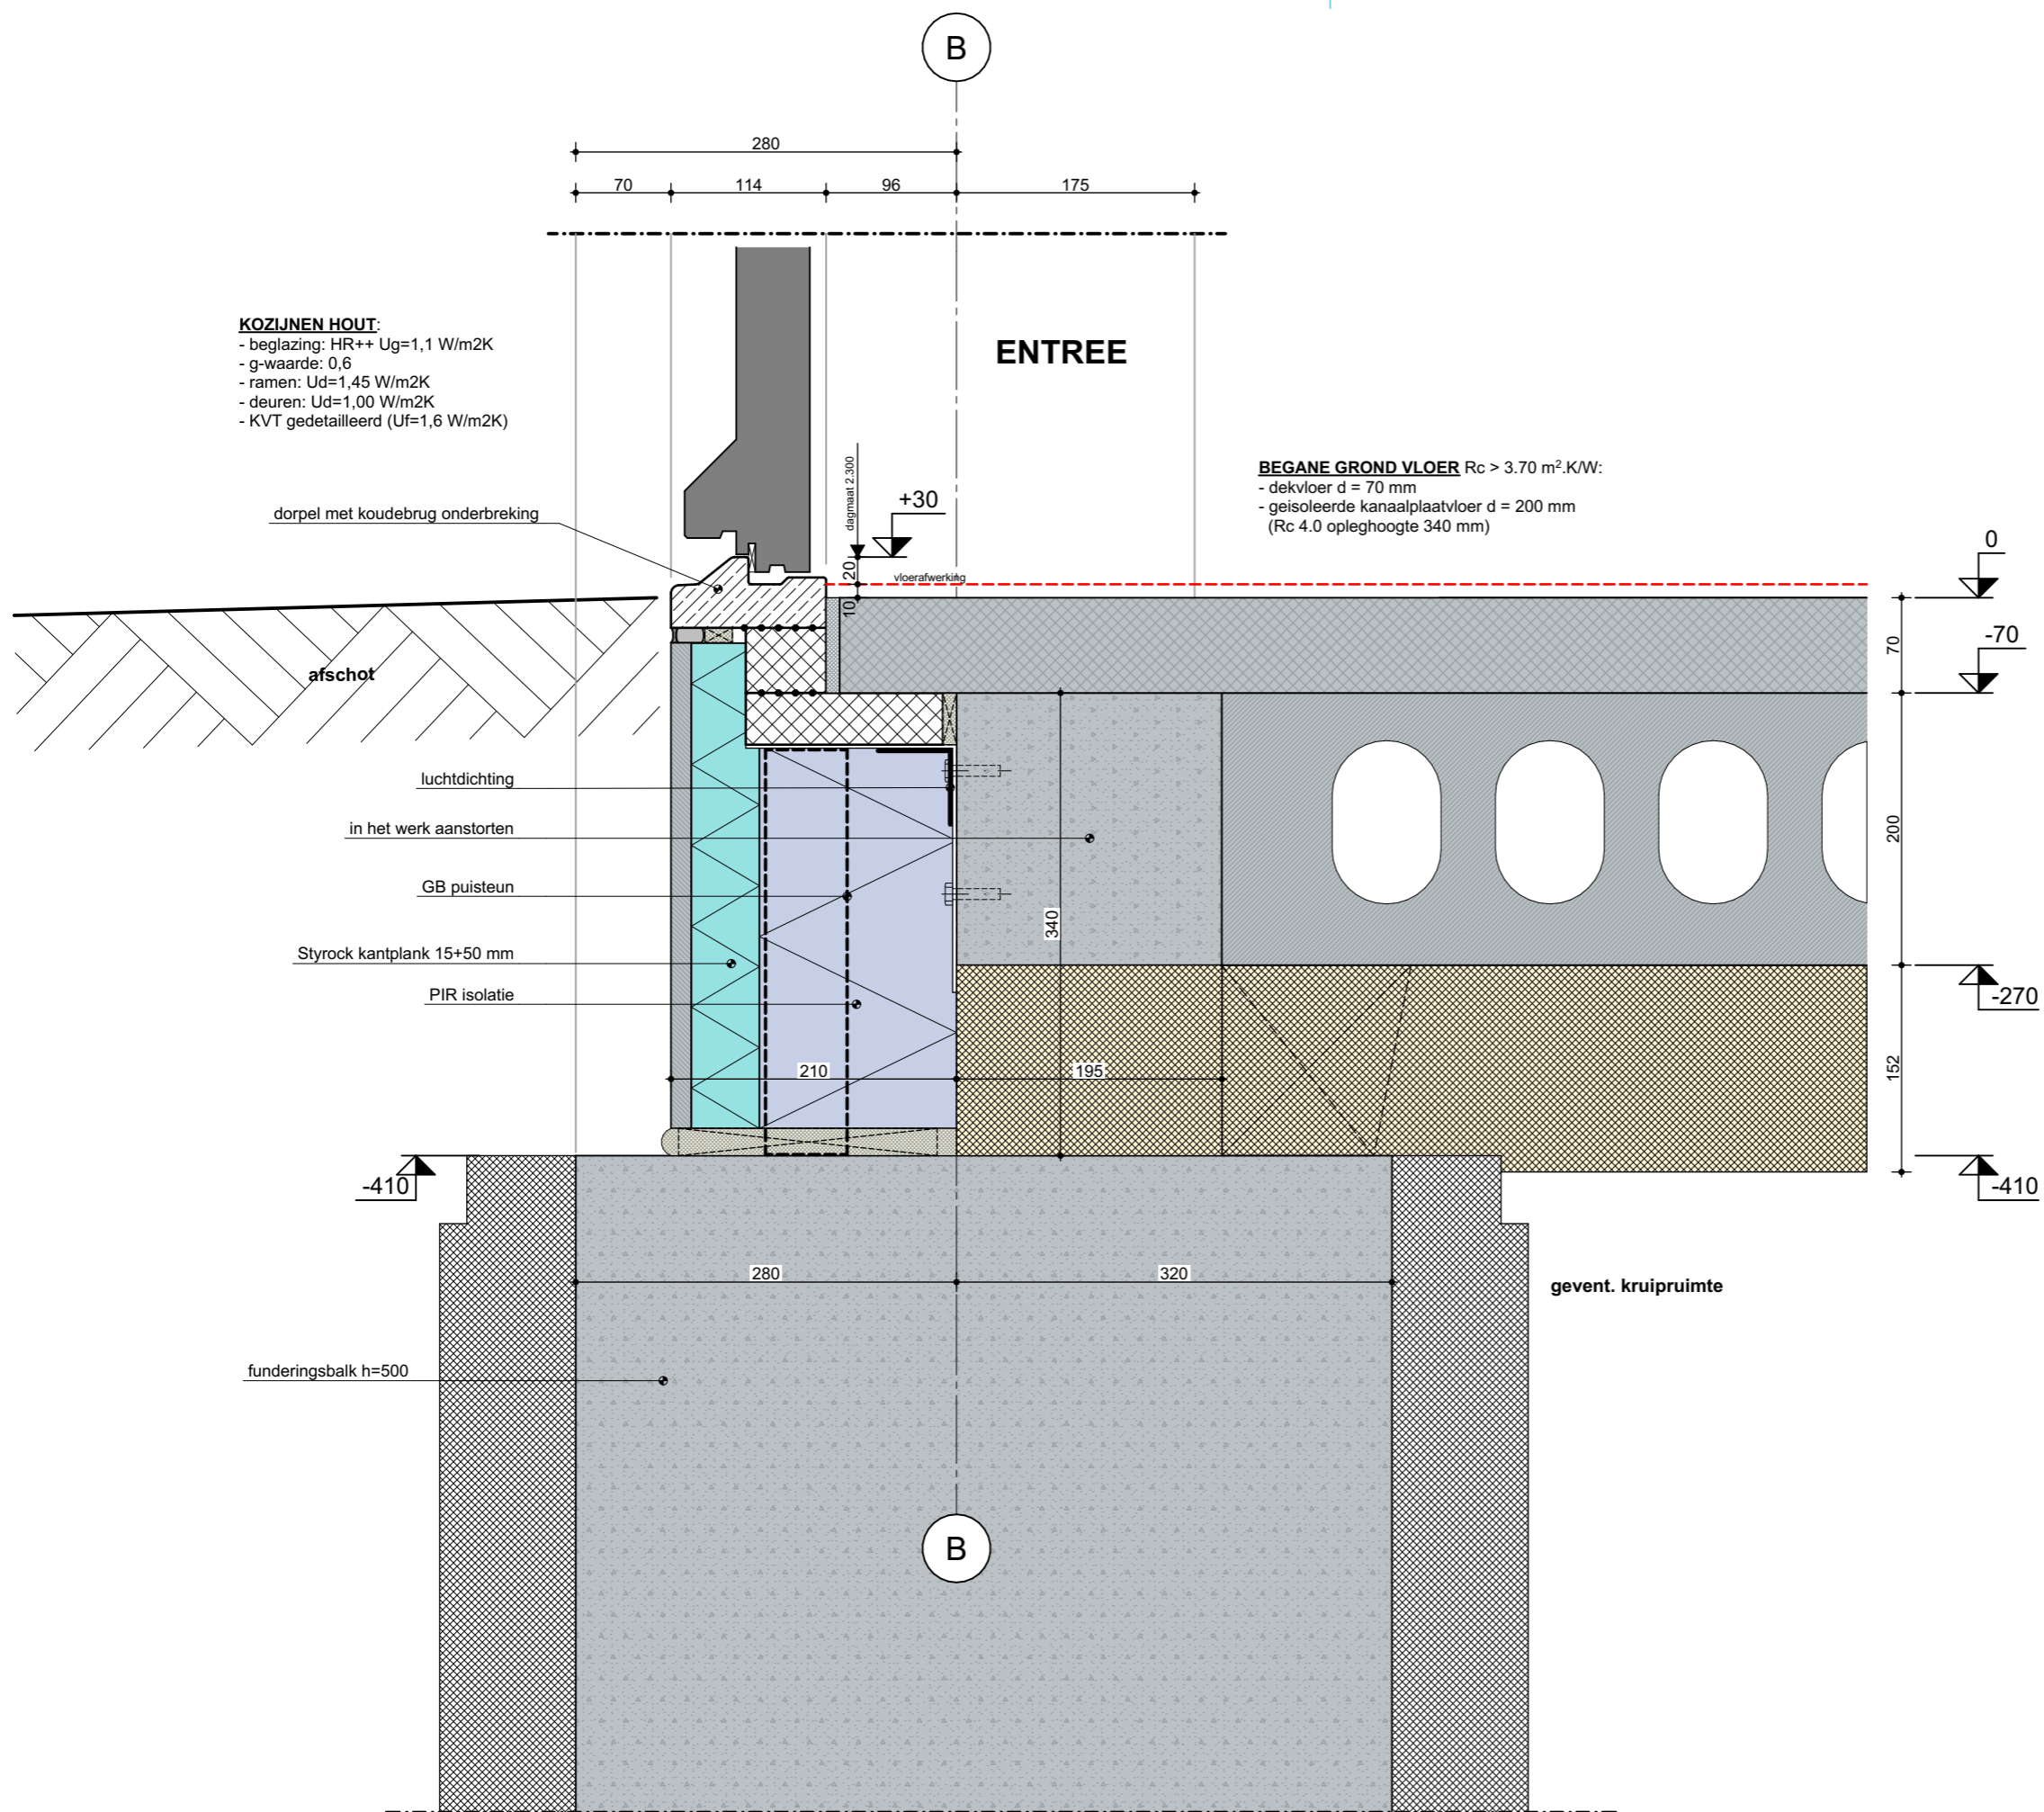 B
280
70
114
96
175
KOZIJNEN HOUT:
- beglazing: HR++ Ug=1,1 W/m2K
- g-waarde: 0,6
- ramen: Ud=1,45 W/m2K
- deuren: Ud=1,00 W/m2K
- KVT gedetailleerd (Uf=1,6 W/m2K)
ENTREE
BEGANE GROND VLOER Rc > 3.70 m².K/W:
- dekvloer d = 70 mm
- geisoleerde kanaalplaatvloer d = 200 mm
(Rc 4.0 opleghoogte 340 mm)
dagmaat 2.300
+30
dorpel met koudebrug onderbreking
0
20
vloerafwerking
10
70
-70
afschot
luchtdichting
in het werk aanstorten
200
GB puisteun
340
Styrock kantplank 15+50 mm
PIR isolatie
-270
210
195
152
-410
-410
280
320
gevent. kruipruimte
funderingsbalk h=500
B